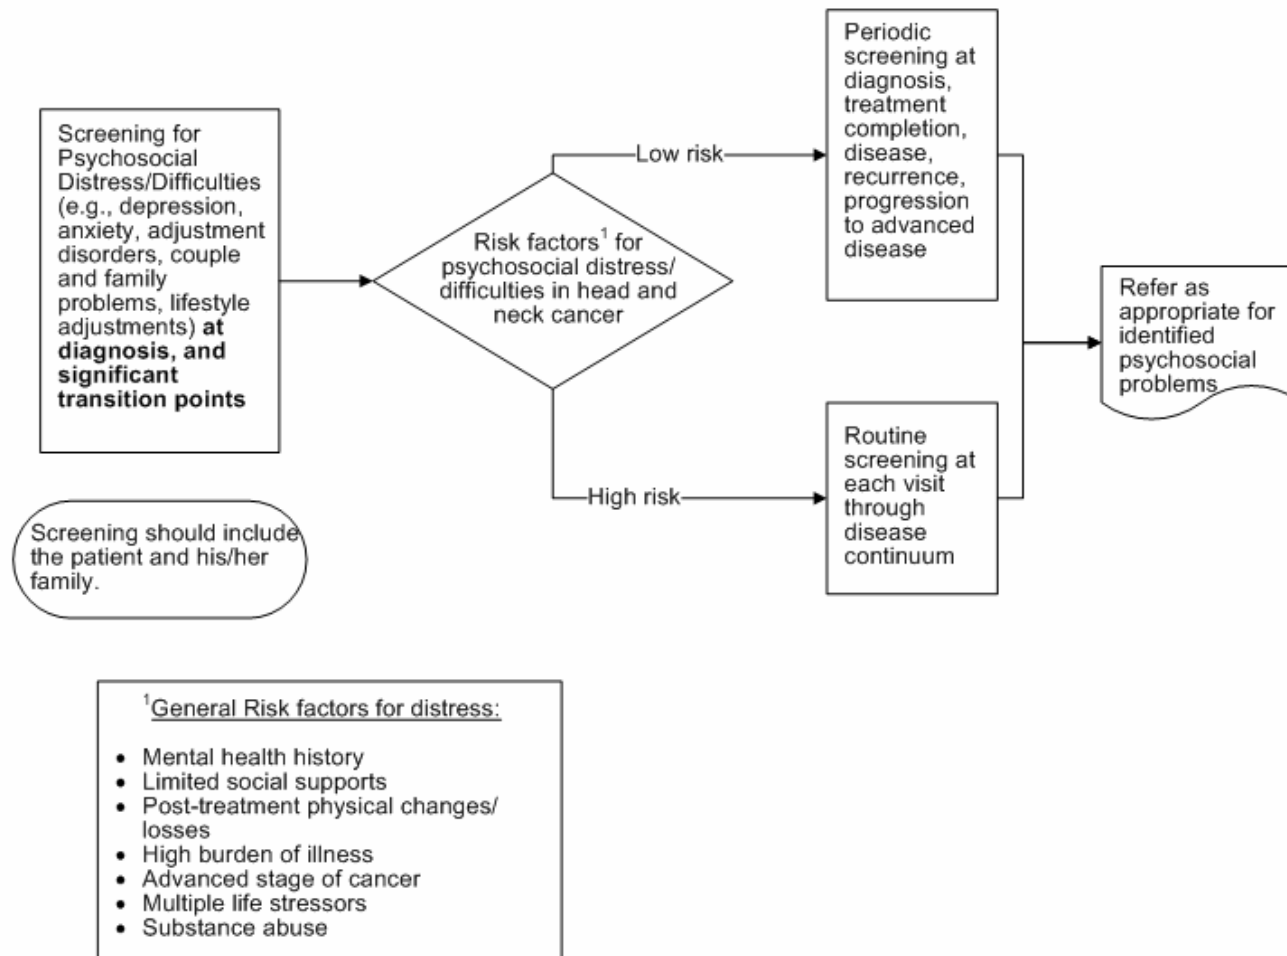 Screening for
Psychosocial
Distress/Difficulties
(e.g., depression,
anxiety, adjustment
disorders, couple
and family
problems, lifestyle
adjustments) at
diagnosis, and
significant
transition points
Screening should include
the patient and his/her
family.
Risk factors¹ for
psychosocial distress/
difficulties in head and
neck cancer
Low risk
High risk
Periodic
screening at
diagnosis,
treatment
completion,
disease,
recurrence,
progression
to advanced
disease
Routine
screening at
each visit
through
disease
continuum
Refer as
appropriate for
identified
psychosocial
problems
¹General Risk factors for distress:
• Mental health history
• Limited social supports
• Post-treatment physical changes/
losses
• High burden of illness
• Advanced stage of cancer
• Multiple life stressors
• Substance abuse